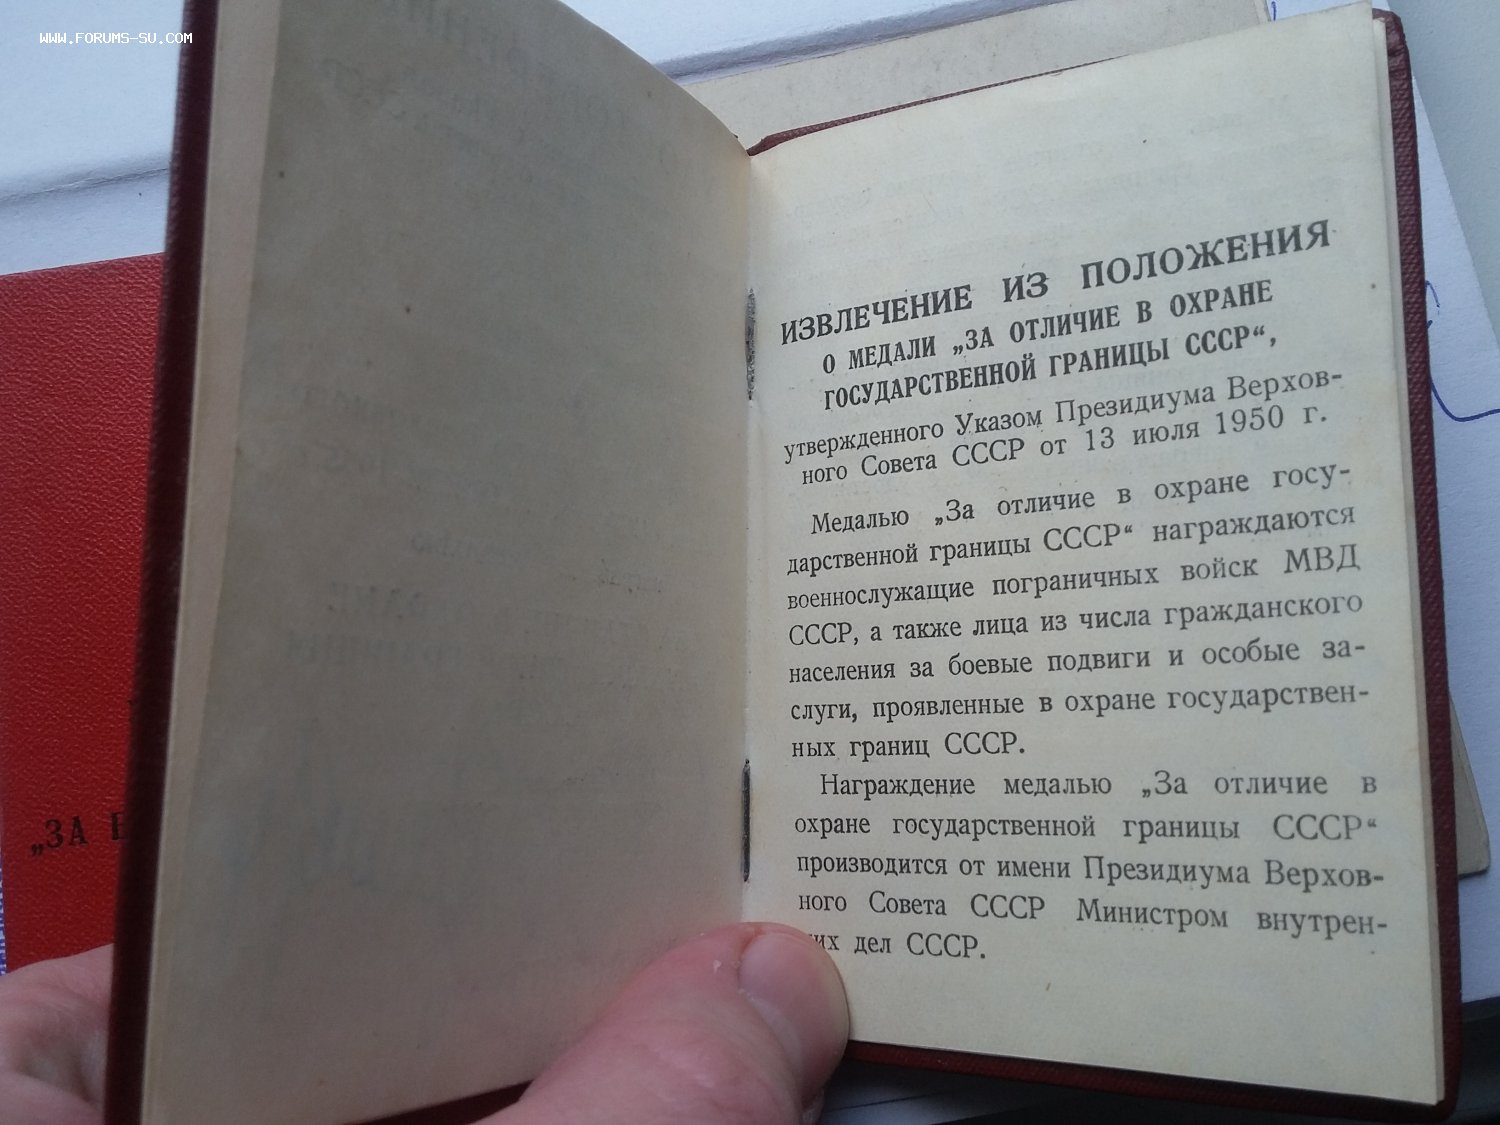 WWW.FORUMS-SU.COM
ИЗВЛЕЧЕНИЕ ИЗ ПОЛОЖЕНИЯ
О МЕДАЛИ „ЗА ОТЛИЧИЕ В ОХРАНЕ
ГОСУДАРСТВЕННОЙ ГРАНИЦЫ СССР“,
утвержденного Указом Президиума Верхов-
ного Совета СССР от 13 июля 1950 г.
Медалью „За отличие в охране госу-
дарственной границы СССР“ награждаются
военнослужащие пограничных войск МВД
СССР, а также лица из числа гражданского
населения за боевые подвиги и особые за-
слуги, проявленные в охране государствен-
ных границ СССР.
Награждение медалью „За отличие в
охране государственной границы СССР“
производится от имени Президиума Верхов-
ного Совета СССР Министром внутрен-
их дел СССР.
„ЗА